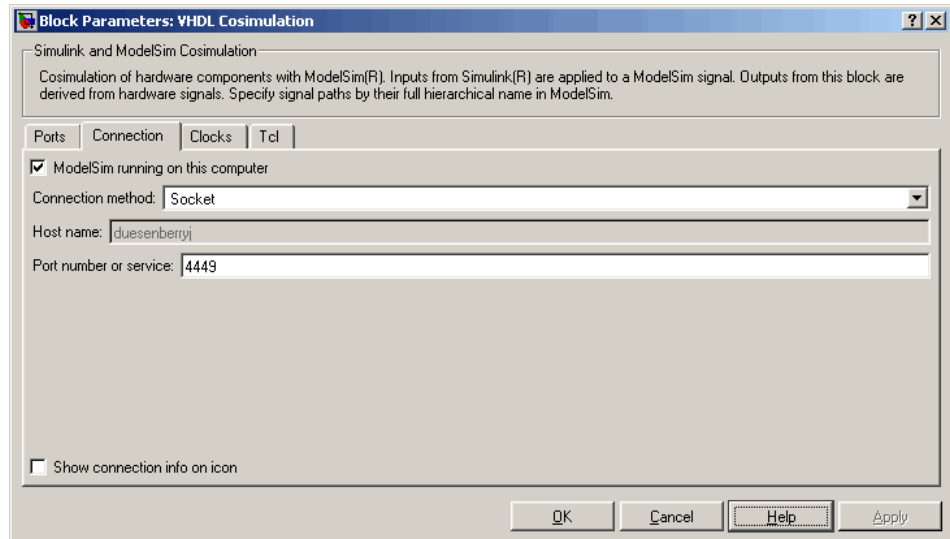 Block Parameters: VHDL Cosimulation
Simulink and ModelSim Cosimulation
Cosimulation of hardware components with ModelSim(R). Inputs from Simulink(R) are applied to a ModelSim signal. Outputs from this block are
derived from hardware signals. Specify signal paths by their full hierarchical name in ModelSim.
Ports Connection Clocks Tcl
ModelSim running on this computer
Connection method: Socket
Host name: duesenberryj
Port number or service: 4449
Show connection info on icon
OK Cancel Help Apply